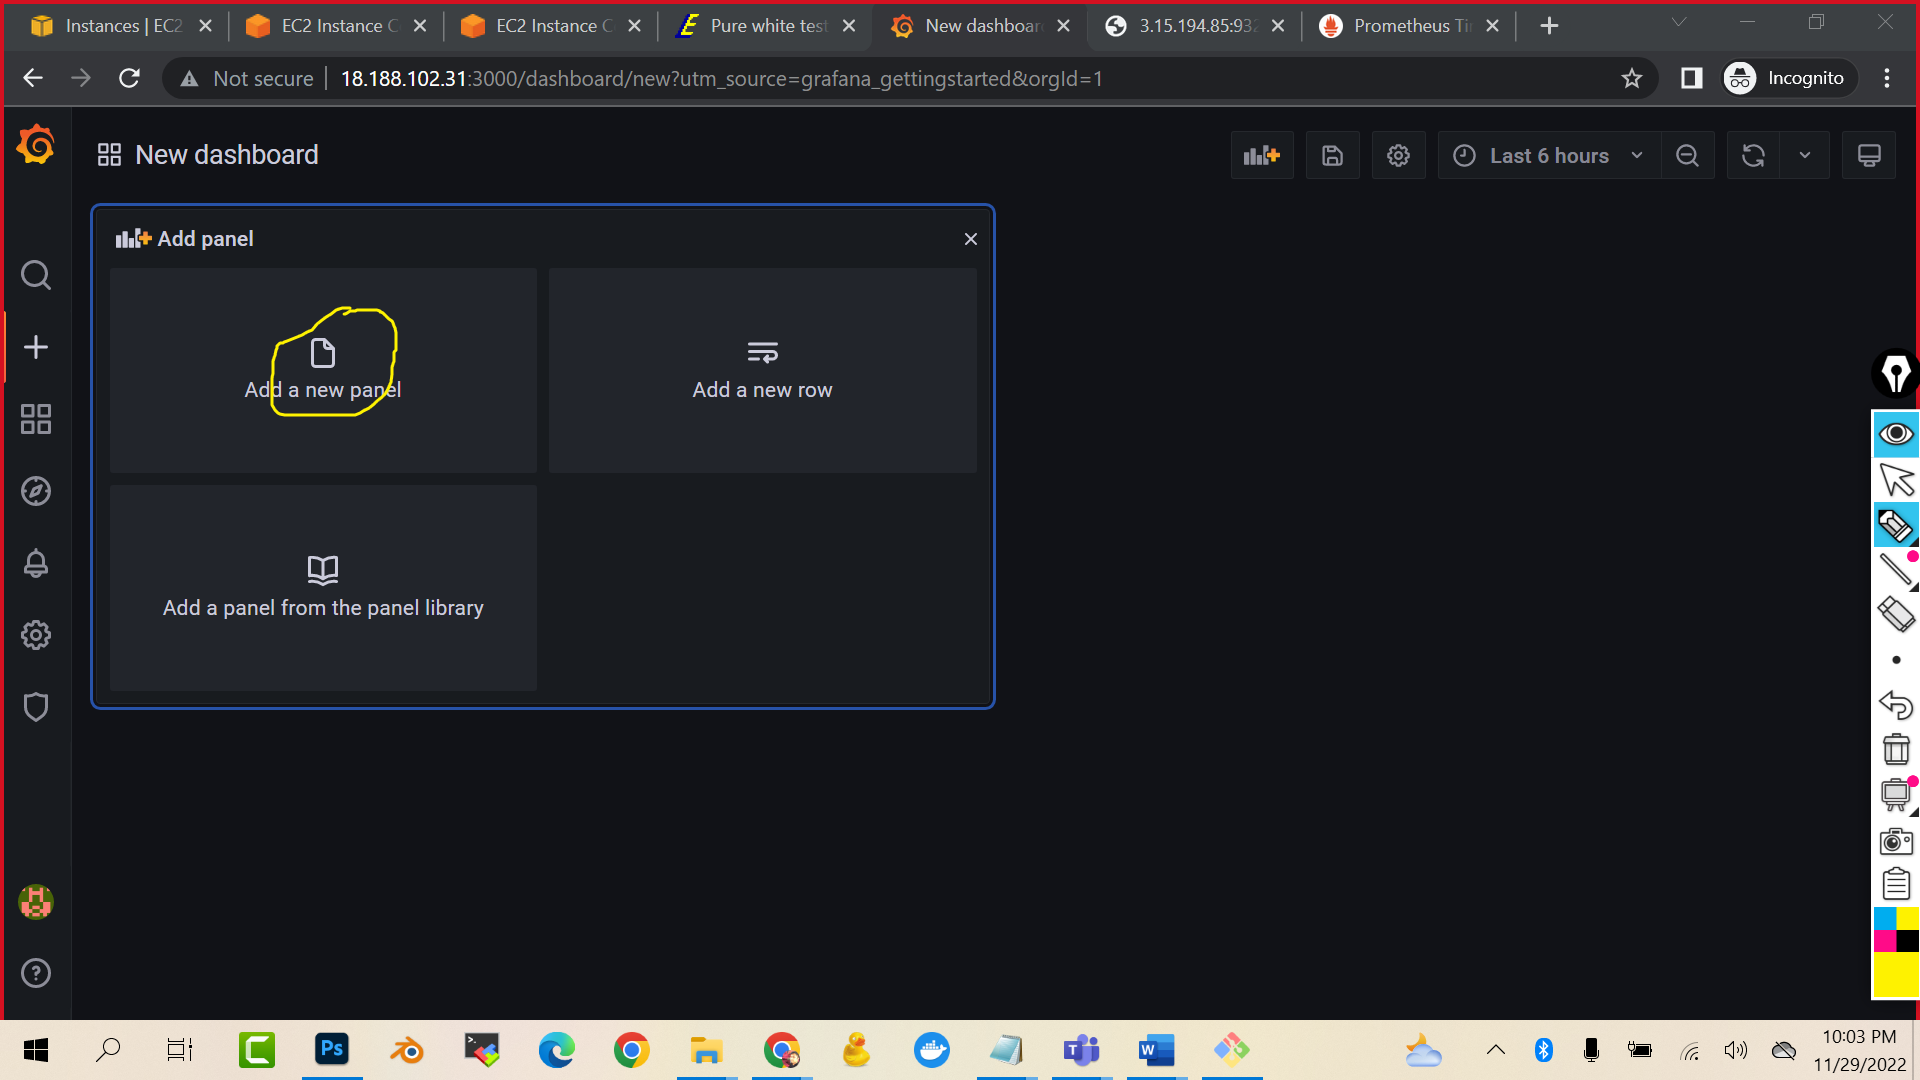 Instances | EC2
EC2 Instance C
EC2 Instance C
Pure white test
New dashboar
3.15.194.85:932
Prometheus Ti
Not secure
18.188.102.31:3000/dashboard/new?utm_source=grafana_gettingstarted&orgId=1
Incognito
New dashboard
Last 6 hours
Add panel
Add a new panel
Add a new row
Add a panel from the panel library
Ps
W
10:03 PM
11/29/2022